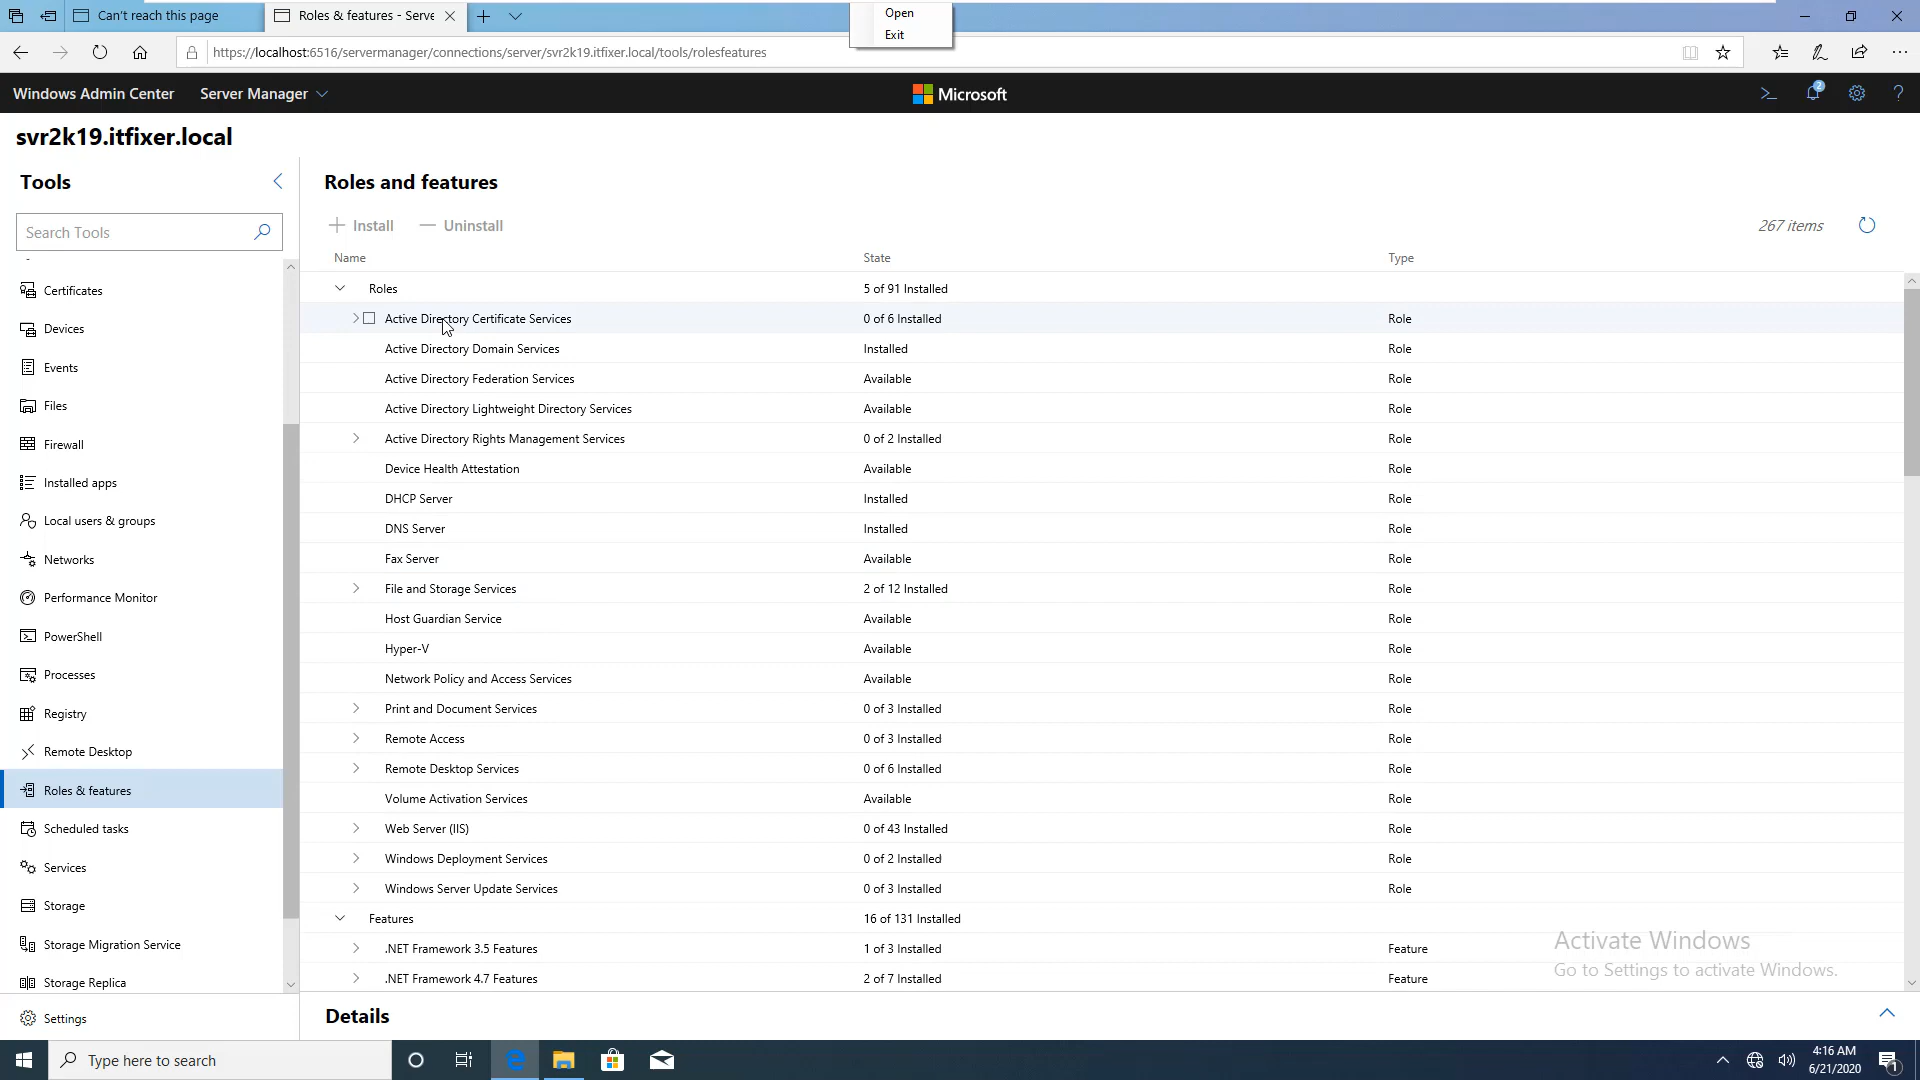 Can't reach this page
Roles & features - Serve
Open
Exit
https://localhost:6516/servermanager/connections/server/svr2k19.itfixer.local/tools/rolesfeatures
Windows Admin Center
Server Manager
Microsoft
2
?
svr2k19.itfixer.local
Tools
Search Tools
Certificates
Devices
Events
Files
Firewall
Installed apps
Local users & groups
Networks
Performance Monitor
PowerShell
Processes
Registry
Remote Desktop
Roles & features
Scheduled tasks
Services
Storage
Storage Migration Service
Storage Replica
Settings
Roles and features
Install Uninstall
267 items
Name State Type
Roles 5 of 91 Installed
Active Directory Certificate Services 0 of 6 Installed Role
Active Directory Domain Services Installed Role
Active Directory Federation Services Available Role
Active Directory Lightweight Directory Services Available Role
Active Directory Rights Management Services 0 of 2 Installed Role
Device Health Attestation Available Role
DHCP Server Installed Role
DNS Server Installed Role
Fax Server Available Role
File and Storage Services 2 of 12 Installed Role
Host Guardian Service Available Role
Hyper-V Available Role
Network Policy and Access Services Available Role
Print and Document Services 0 of 3 Installed Role
Remote Access 0 of 3 Installed Role
Remote Desktop Services 0 of 6 Installed Role
Volume Activation Services Available Role
Web Server (IIS) 0 of 43 Installed Role
Windows Deployment Services 0 of 2 Installed Role
Windows Server Update Services 0 of 3 Installed Role
Features 16 of 131 Installed
.NET Framework 3.5 Features 1 of 3 Installed Feature
.NET Framework 4.7 Features 2 of 7 Installed Feature
Activate Windows
Go to Settings to activate Windows.
Details
Type here to search
4:16 AM
6/21/2020
1